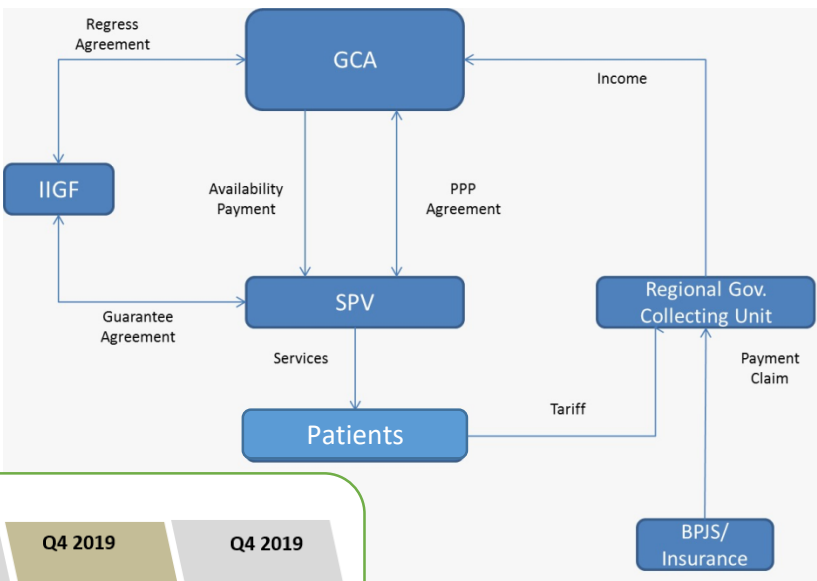 Regress
Agreement
GCA
Income
IIGF
Availability
Payment
PPP
Agreement
SPV
Regional Gov.
Collecting Unit
Guarantee
Agreement
Services
Payment
Claim
Tariff
Patients
BPJS/
Insurance
Q4 2019
Q4 2019